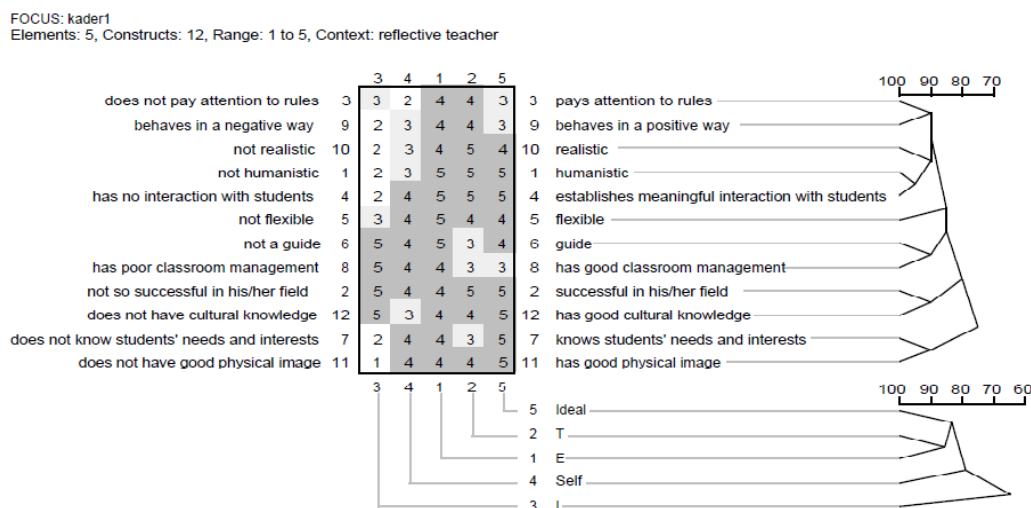 FOCUS: kader1
Elements: 5, Constructs: 12, Range: 1 to 5, Context: reflective teacher
3 4 1 2 5 100 90 80 70
does not pay attention to rules 3 3 2 4 4 3 3 pays attention to rules
behaves in a negative way 9 2 3 4 4 3 9 behaves in a positive way
not realistic 10 2 3 4 5 4 10 realistic
not humanistic 1 2 3 5 5 5 1 humanistic
has no interaction with students 4 2 4 5 5 5 4 establishes meaningful interaction with students
not flexible 5 3 4 5 4 4 5 flexible
not a guide 6 5 4 5 3 4 6 guide
has poor classroom management 8 5 4 4 3 3 8 has good classroom management
not so successful in his/her field 2 5 4 4 5 5 2 successful in his/her field
does not have cultural knowledge 12 5 3 4 4 5 12 has good cultural knowledge
does not know students' needs and interests 7 2 4 4 3 5 7 knows students' needs and interests
does not have good physical image 11 1 4 4 4 5 11 has good physical image
3 4 1 2 5 100 90 80 70 60
5 Ideal
2 T
1 E
4 Self
3 I